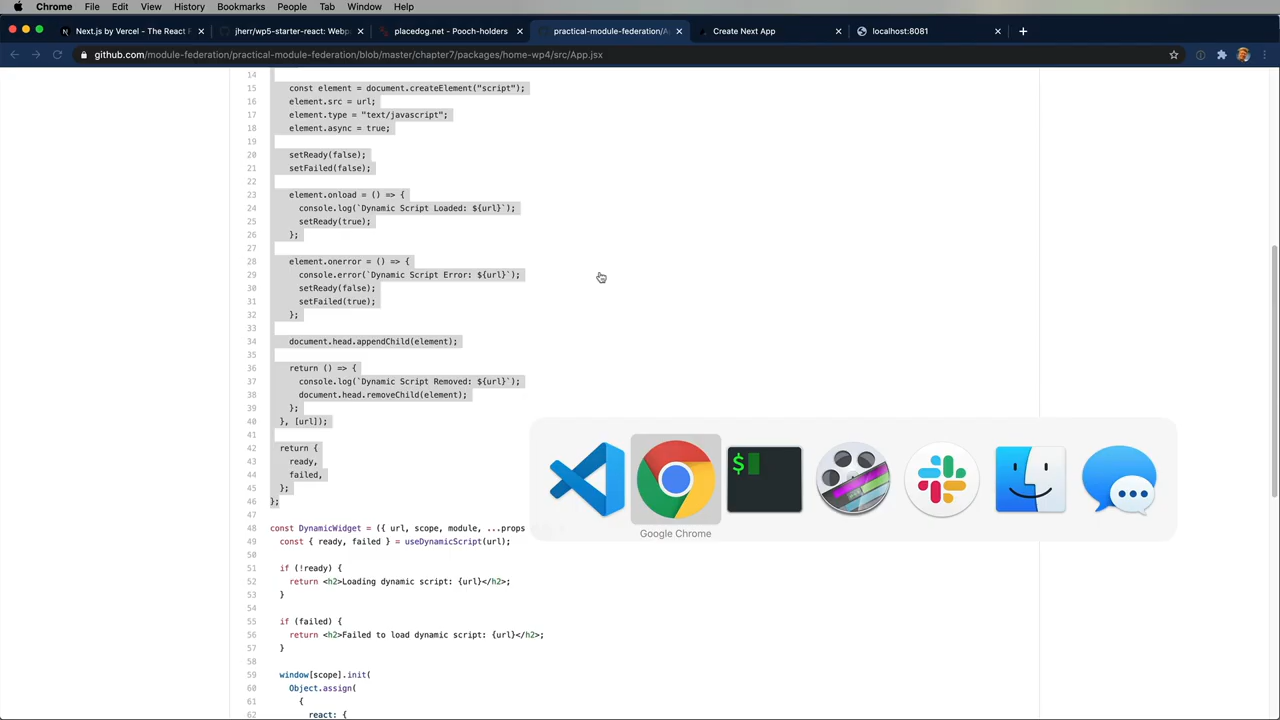 Chrome File Edit View History Bookmarks People Tab Window Help
Next.js by Vercel - The React F
jherr/wp5-starter-react: Webp
placedog.net - Pooch-holders
practical-module-federation/A
Create Next App
localhost:8081
github.com/module-federation/practical-module-federation/blob/master/chapter7/packages/home-wp4/src/App.jsx
14
15 const element = document.createElement("script");
16 element.src = url;
17 element.type = "text/javascript";
18 element.async = true;
19
20 setReady(false);
21 setFailed(false);
22
23 element.onload = () => {
24 console.log(`Dynamic Script Loaded: ${url}`);
25 setReady(true);
26 };
27
28 element.onerror = () => {
29 console.error(`Dynamic Script Error: ${url}`);
30 setReady(false);
31 setFailed(true);
32 };
33
34 document.head.appendChild(element);
35
36 return () => {
37 console.log(`Dynamic Script Removed: ${url}`);
38 document.head.removeChild(element);
39 };
40 }, [url]);
41
42 return {
43 ready,
44 failed,
45 };
46 };
47
48 const DynamicWidget = ({ url, scope, module, ...props
49 const { ready, failed } = useDynamicScript(url);
50
51 if (!ready) {
52 return <h2>Loading dynamic script: {url}</h2>;
53 }
54
55 if (failed) {
56 return <h2>Failed to load dynamic script: {url}</h2>;
57 }
58
59 window[scope].init(
60 Object.assign(
61 {
62 react: {
$
Google Chrome